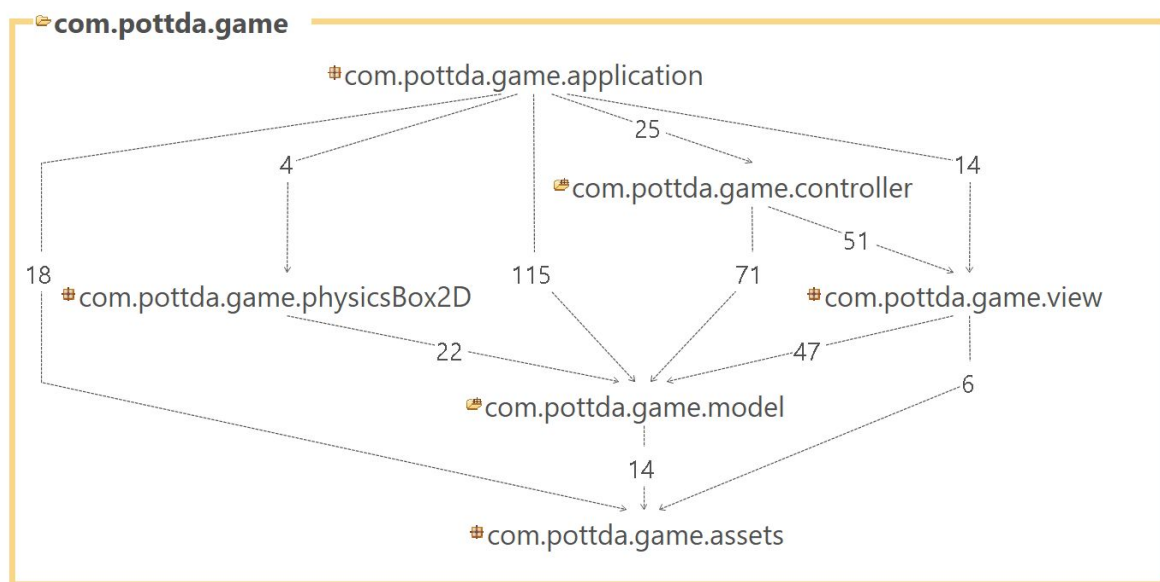 com.pottda.game
com.pottda.game.application
25
4
14
com.pottda.game.controller
51
18
115
71
com.pottda.game.physicsBox2D
com.pottda.game.view
22
47
6
com.pottda.game.model
14
com.pottda.game.assets